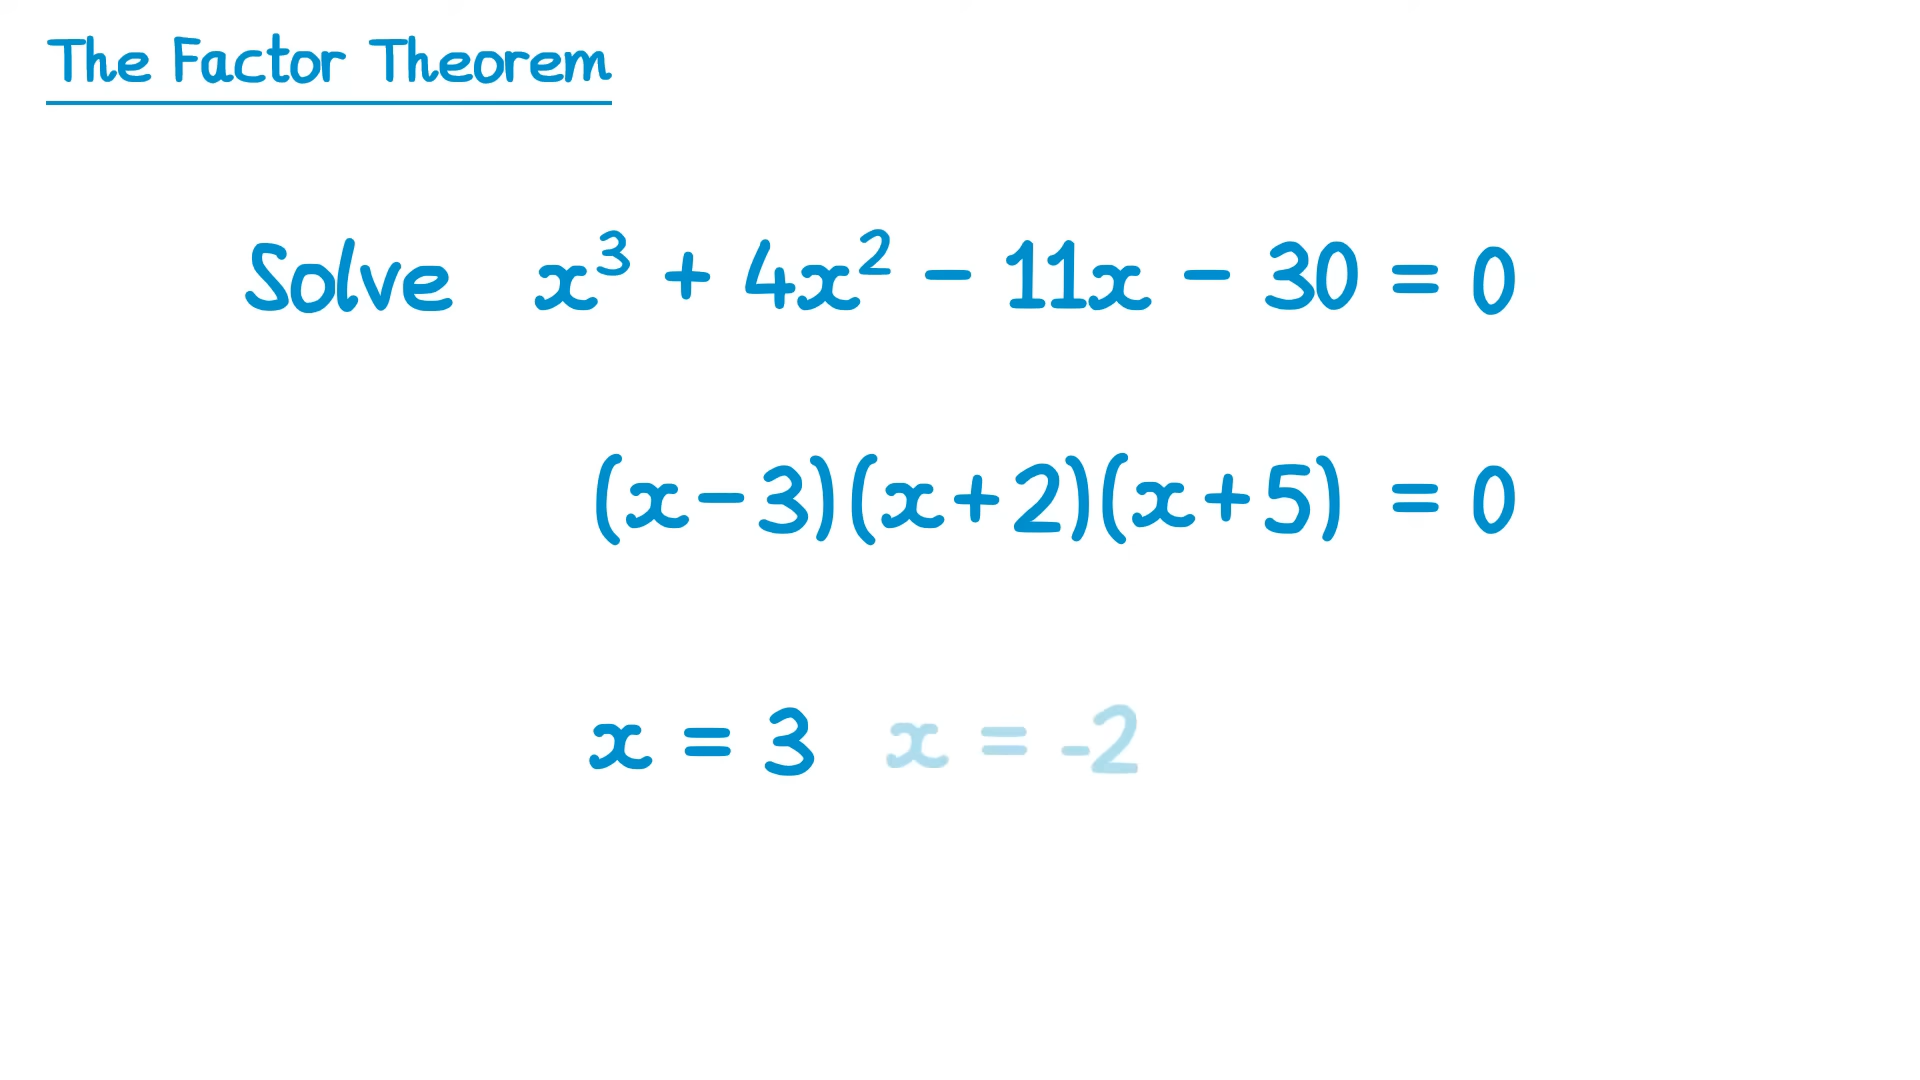 The Factor Theorem
Solve x³ + 4x² − 11x − 30 = 0
(x−3)(x+2)(x+5) = 0
x = 3 x = -2